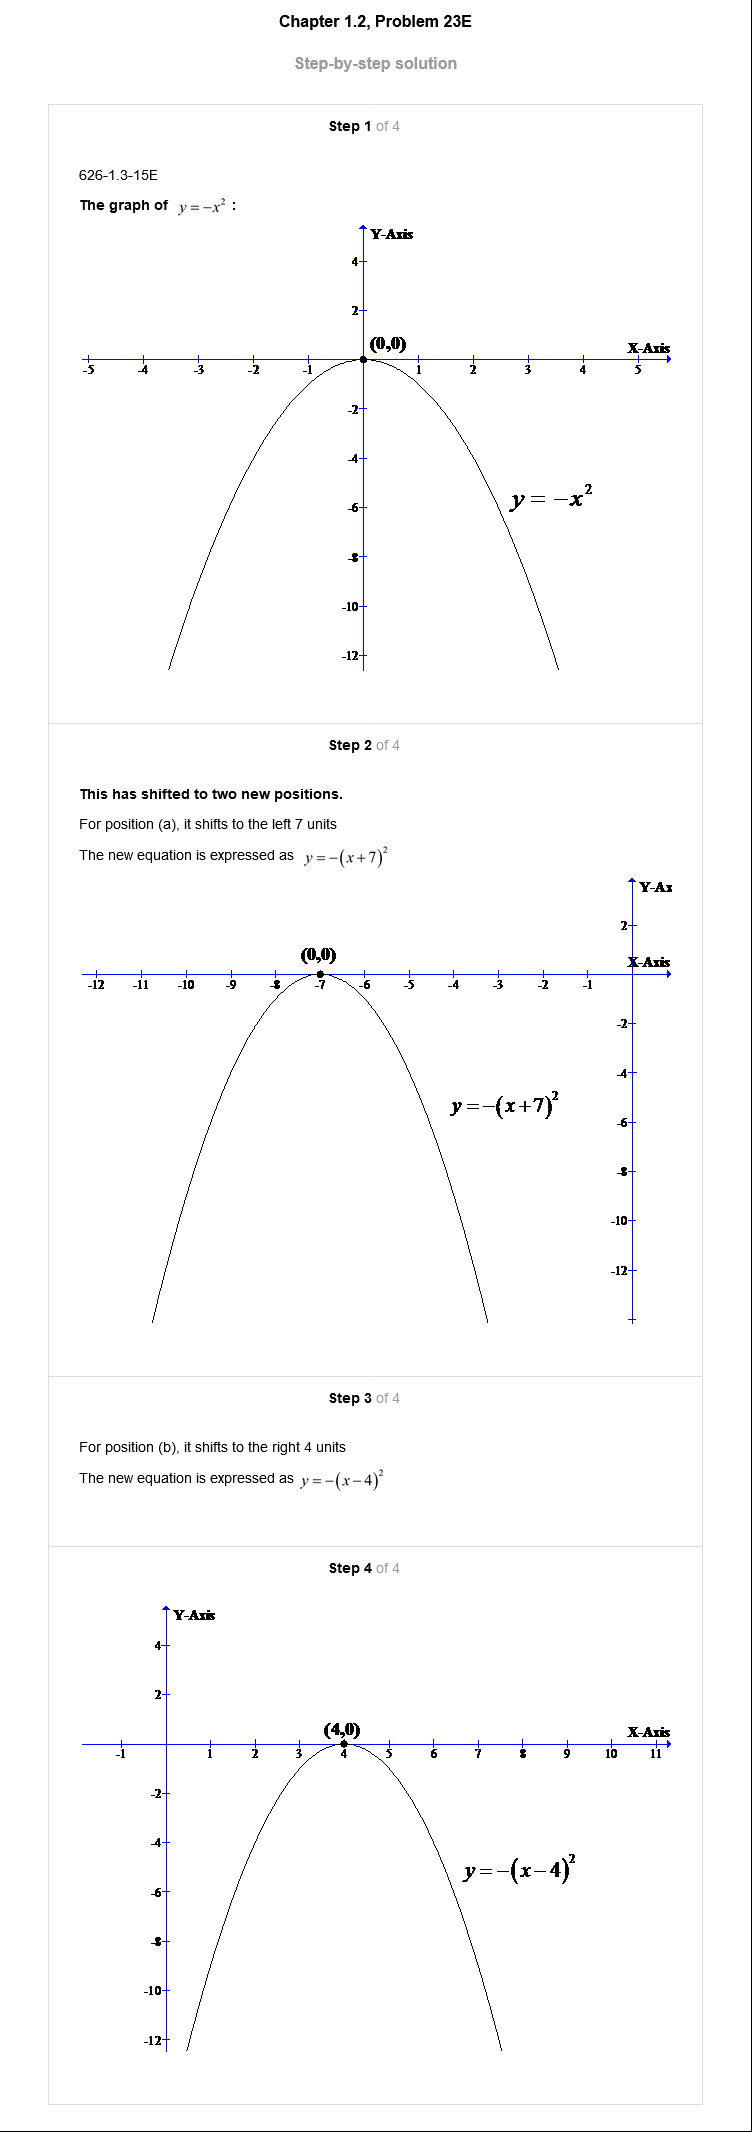 Chapter 1.2, Problem 23E
Step-by-step solution
Step 1 of 4
626-1.3-15E
The graph of y = −x² :
Y-Axis
4
2
(0,0)
X-Axis
-5 -4 -3 -2 -1 1 2 3 4 5
-2
-4
y = −x²
-6
-8
-10
-12
Step 2 of 4
This has shifted to two new positions.
For position (a), it shifts to the left 7 units
The new equation is expressed as y = −(x+7)²
Y-Ax
2
(0,0)
X-Axis
-12 -11 -10 -9 -8 -7 -6 -5 -4 -3 -2 -1
-2
-4
y = −(x+7)²
-6
-8
-10
-12
Step 3 of 4
For position (b), it shifts to the right 4 units
The new equation is expressed as y = −(x−4)²
Step 4 of 4
Y-Axis
4
2
(4,0)
X-Axis
-1 1 2 3 4 5 6 7 8 9 10 11
-2
-4
y = −(x−4)²
-6
-8
-10
-12